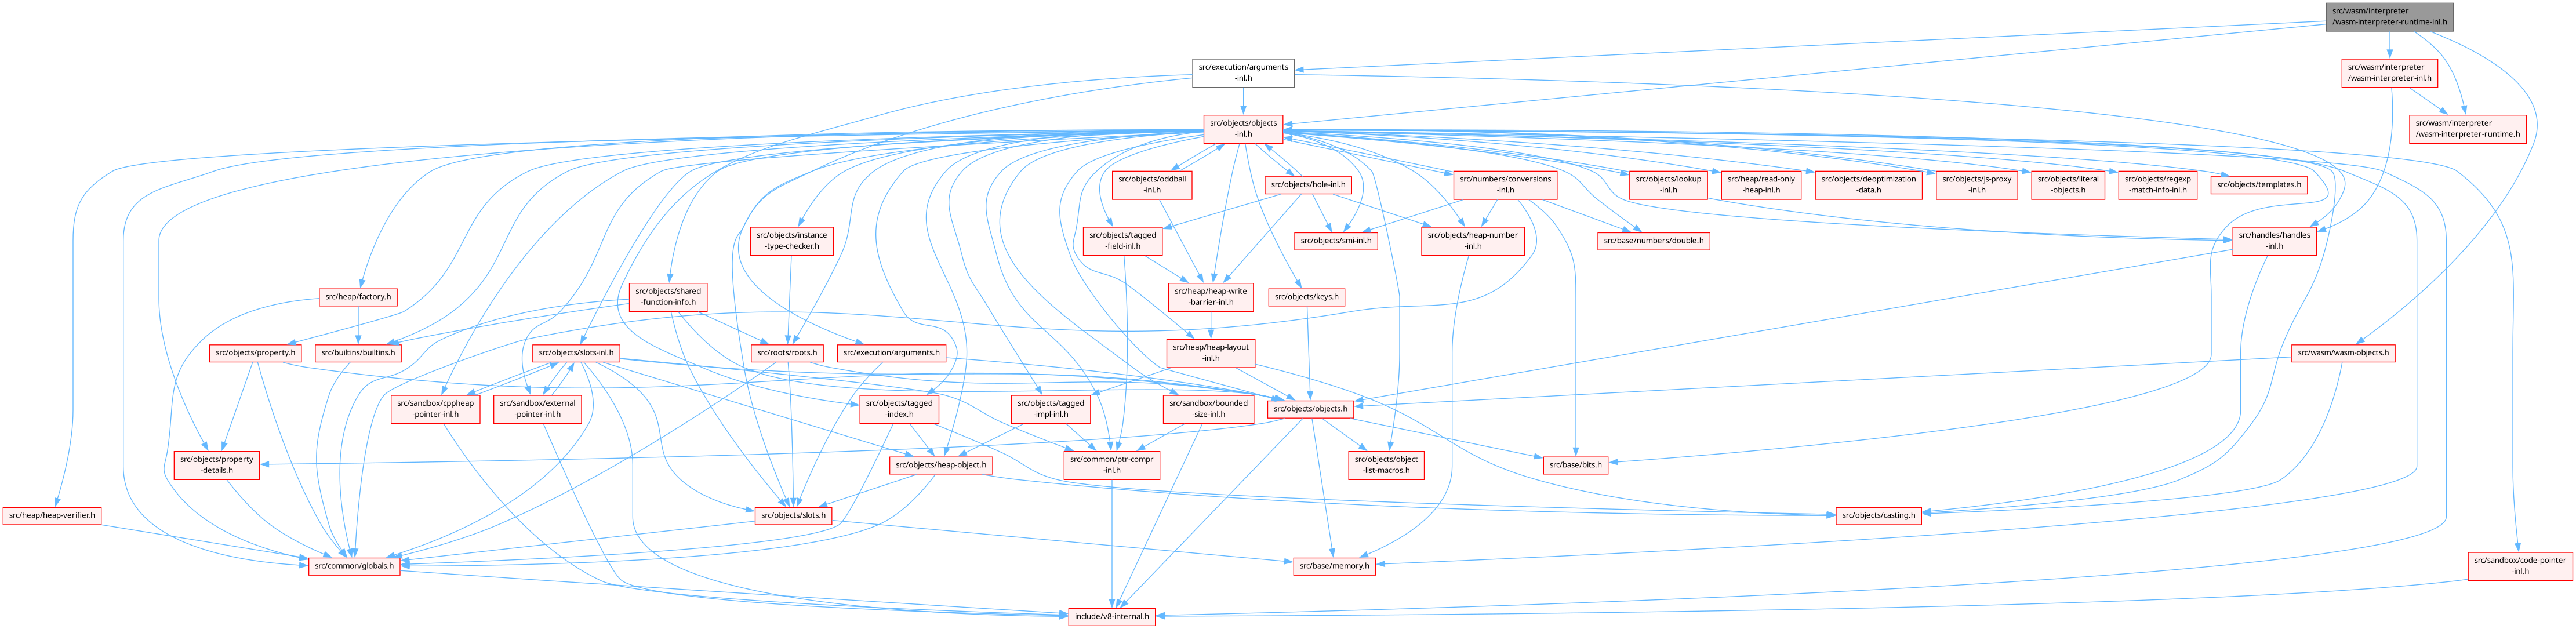 src/wasm/interpreter
/wasm-interpreter-runtime-inl.h
src/execution/arguments
-inl.h
src/wasm/interpreter
/wasm-interpreter-inl.h
src/objects/objects
-inl.h
src/wasm/interpreter
/wasm-interpreter-runtime.h
src/objects/oddball
-inl.h
src/objects/hole-inl.h
src/numbers/conversions
-inl.h
src/objects/lookup
-inl.h
src/heap/read-only
-heap-inl.h
src/objects/deoptimization
-data.h
src/objects/js-proxy
-inl.h
src/objects/literal
-objects.h
src/objects/regexp
-match-info-inl.h
src/objects/templates.h
src/objects/instance
-type-checker.h
src/objects/tagged
-field-inl.h
src/objects/smi-inl.h
src/objects/heap-number
-inl.h
src/base/numbers/double.h
src/handles/handles
-inl.h
src/heap/factory.h
src/objects/shared
-function-info.h
src/heap/heap-write
-barrier-inl.h
src/objects/keys.h
src/objects/property.h
src/builtins/builtins.h
src/objects/slots-inl.h
src/roots/roots.h
src/execution/arguments.h
src/heap/heap-layout
-inl.h
src/wasm/wasm-objects.h
src/sandbox/cppheap
-pointer-inl.h
src/sandbox/external
-pointer-inl.h
src/objects/tagged
-index.h
src/objects/tagged
-impl-inl.h
src/sandbox/bounded
-size-inl.h
src/objects/objects.h
src/objects/property
-details.h
src/objects/heap-object.h
src/common/ptr-compr
-inl.h
src/objects/object
-list-macros.h
src/base/bits.h
src/heap/heap-verifier.h
src/objects/slots.h
src/objects/casting.h
src/common/globals.h
src/base/memory.h
src/sandbox/code-pointer
-inl.h
include/v8-internal.h